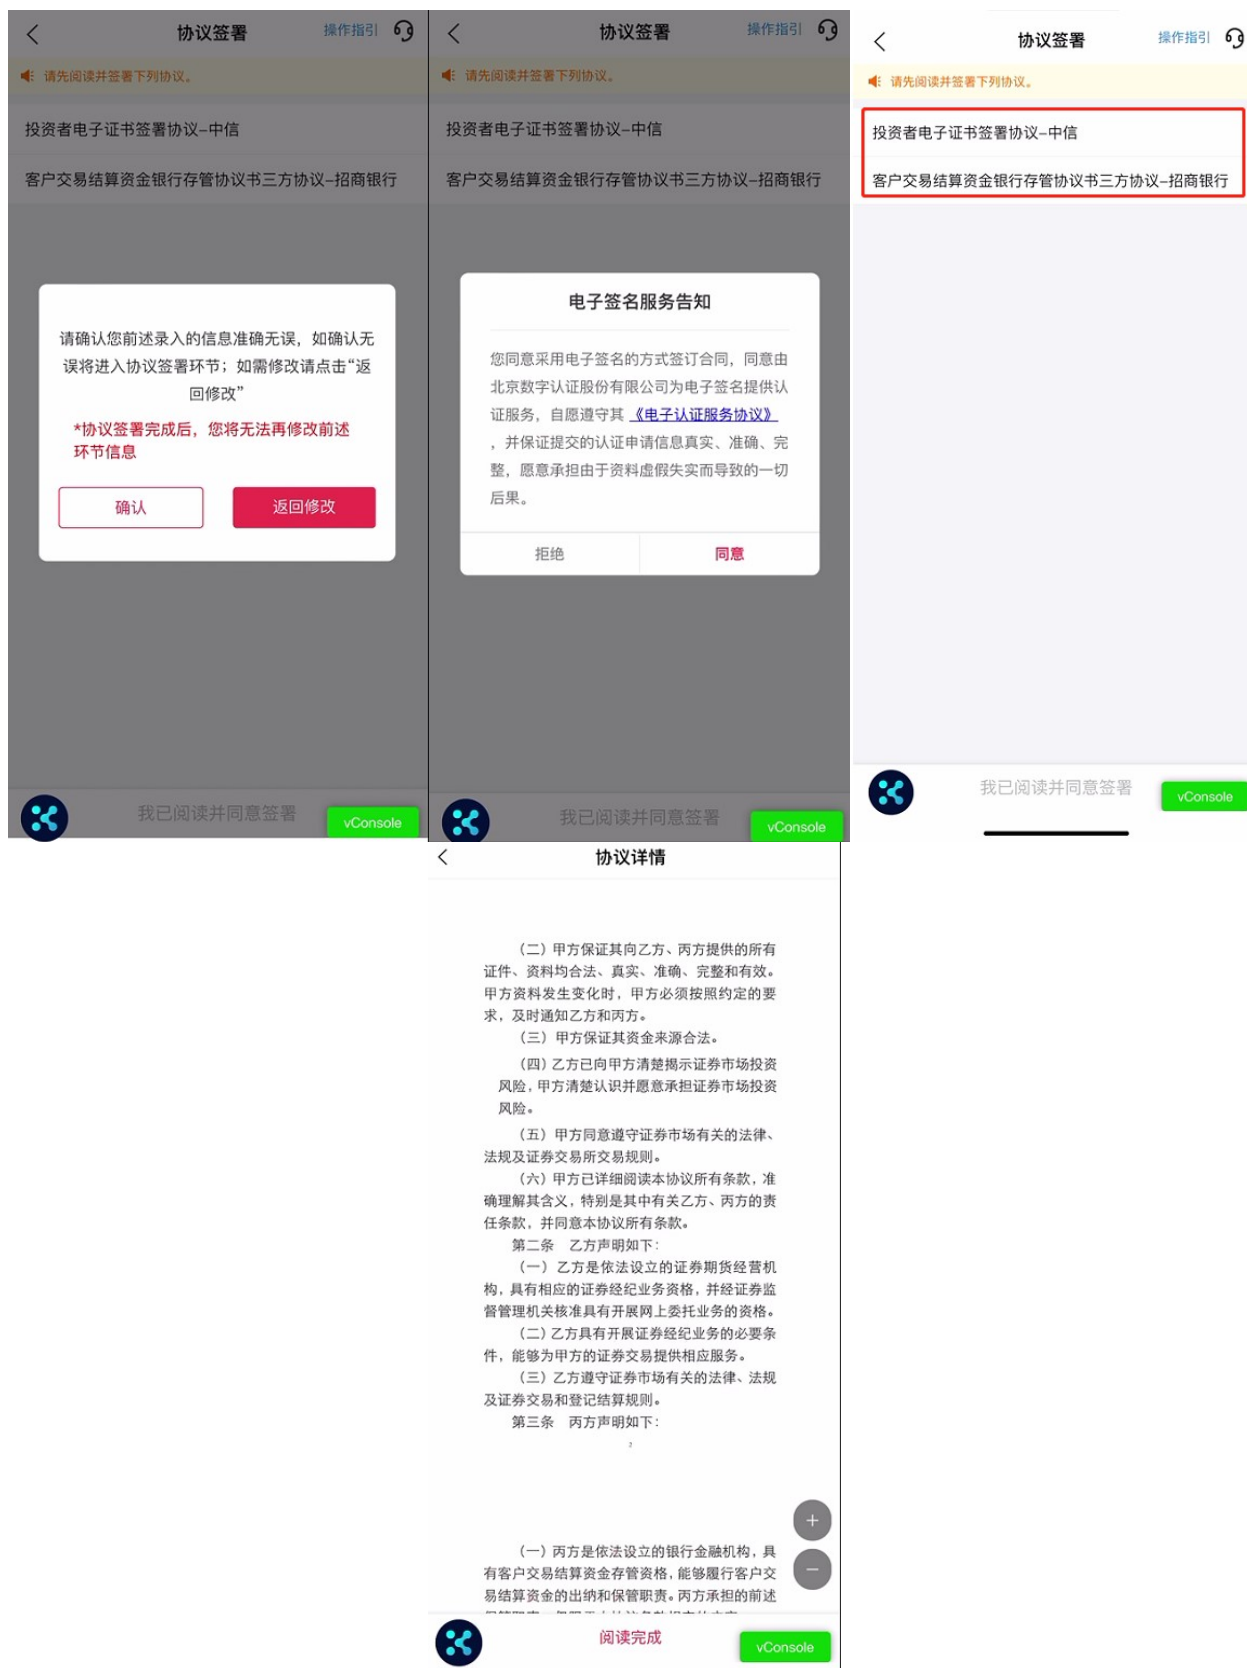 协议签署
操作指引
请先阅读并签署下列协议。
投资者电子证书签署协议–中信
客户交易结算资金银行存管协议书三方协议–招商银行
请确认您前述录入的信息准确无误，如确认无
误将进入协议签署环节；如需修改请点击“返
回修改”
*协议签署完成后，您将无法再修改前述
环节信息
确认
返回修改
我已阅读并同意签署
vConsole
协议签署
操作指引
请先阅读并签署下列协议。
投资者电子证书签署协议–中信
客户交易结算资金银行存管协议书三方协议–招商银行
电子签名服务告知
您同意采用电子签名的方式签订合同，同意由
北京数字认证股份有限公司为电子签名提供认
证服务，自愿遵守其《电子认证服务协议》
，并保证提交的认证申请信息真实、准确、完
整，愿意承担由于资料虚假失实而导致的一切
后果。
拒绝
同意
我已阅读并同意签署
vConsole
协议签署
操作指引
请先阅读并签署下列协议。
投资者电子证书签署协议–中信
客户交易结算资金银行存管协议书三方协议–招商银行
我已阅读并同意签署
vConsole
协议详情
（二）甲方保证其向乙方、丙方提供的所有
证件、资料均合法、真实、准确、完整和有效。
甲方资料发生变化时，甲方必须按照约定的要
求，及时通知乙方和丙方。
（三）甲方保证其资金来源合法。
（四）乙方已向甲方清楚揭示证券市场投资
风险，甲方清楚认识并愿意承担证券市场投资
风险。
（五）甲方同意遵守证券市场有关的法律、
法规及证券交易所交易规则。
（六）甲方已详细阅读本协议所有条款，准
确理解其含义，特别是其中有关乙方、丙方的责
任条款，并同意本协议所有条款。
第二条 乙方声明如下：
（一）乙方是依法设立的证券期货经营机
构，具有相应的证券经纪业务资格，并经证券监
督管理机关核准具有开展网上委托业务的资格。
（二）乙方具有开展证券经纪业务的必要条
件，能够为甲方的证券交易提供相应服务。
（三）乙方遵守证券市场有关的法律、法规
及证券交易和登记结算规则。
第三条 丙方声明如下：
2
（一）丙方是依法设立的银行金融机构，具
有客户交易结算资金存管资格，能够履行客户交
易结算资金的出纳和保管职责。丙方承担的前述
阅读完成
vConsole